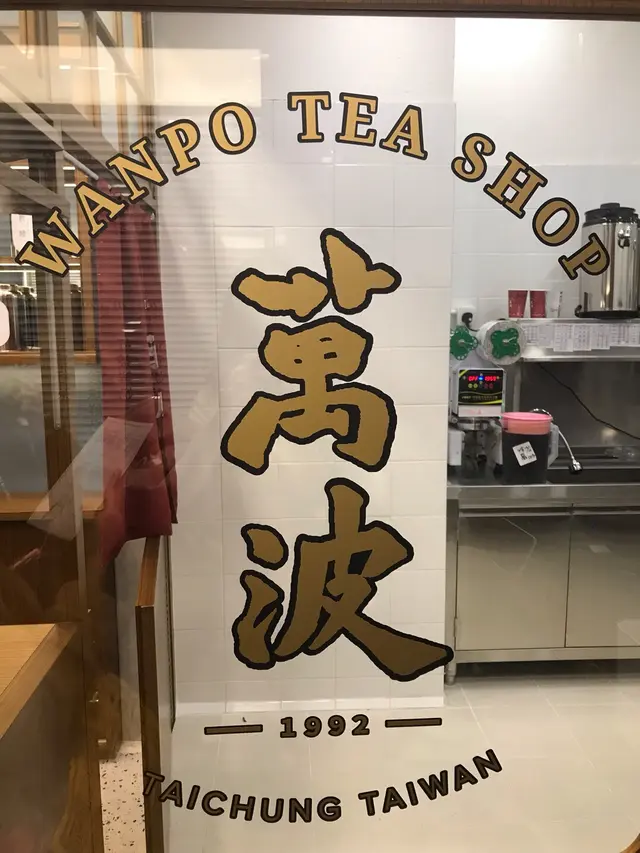 WANPO TEA SHOP
萬
波
1992
TAICHUNG TAIWAN